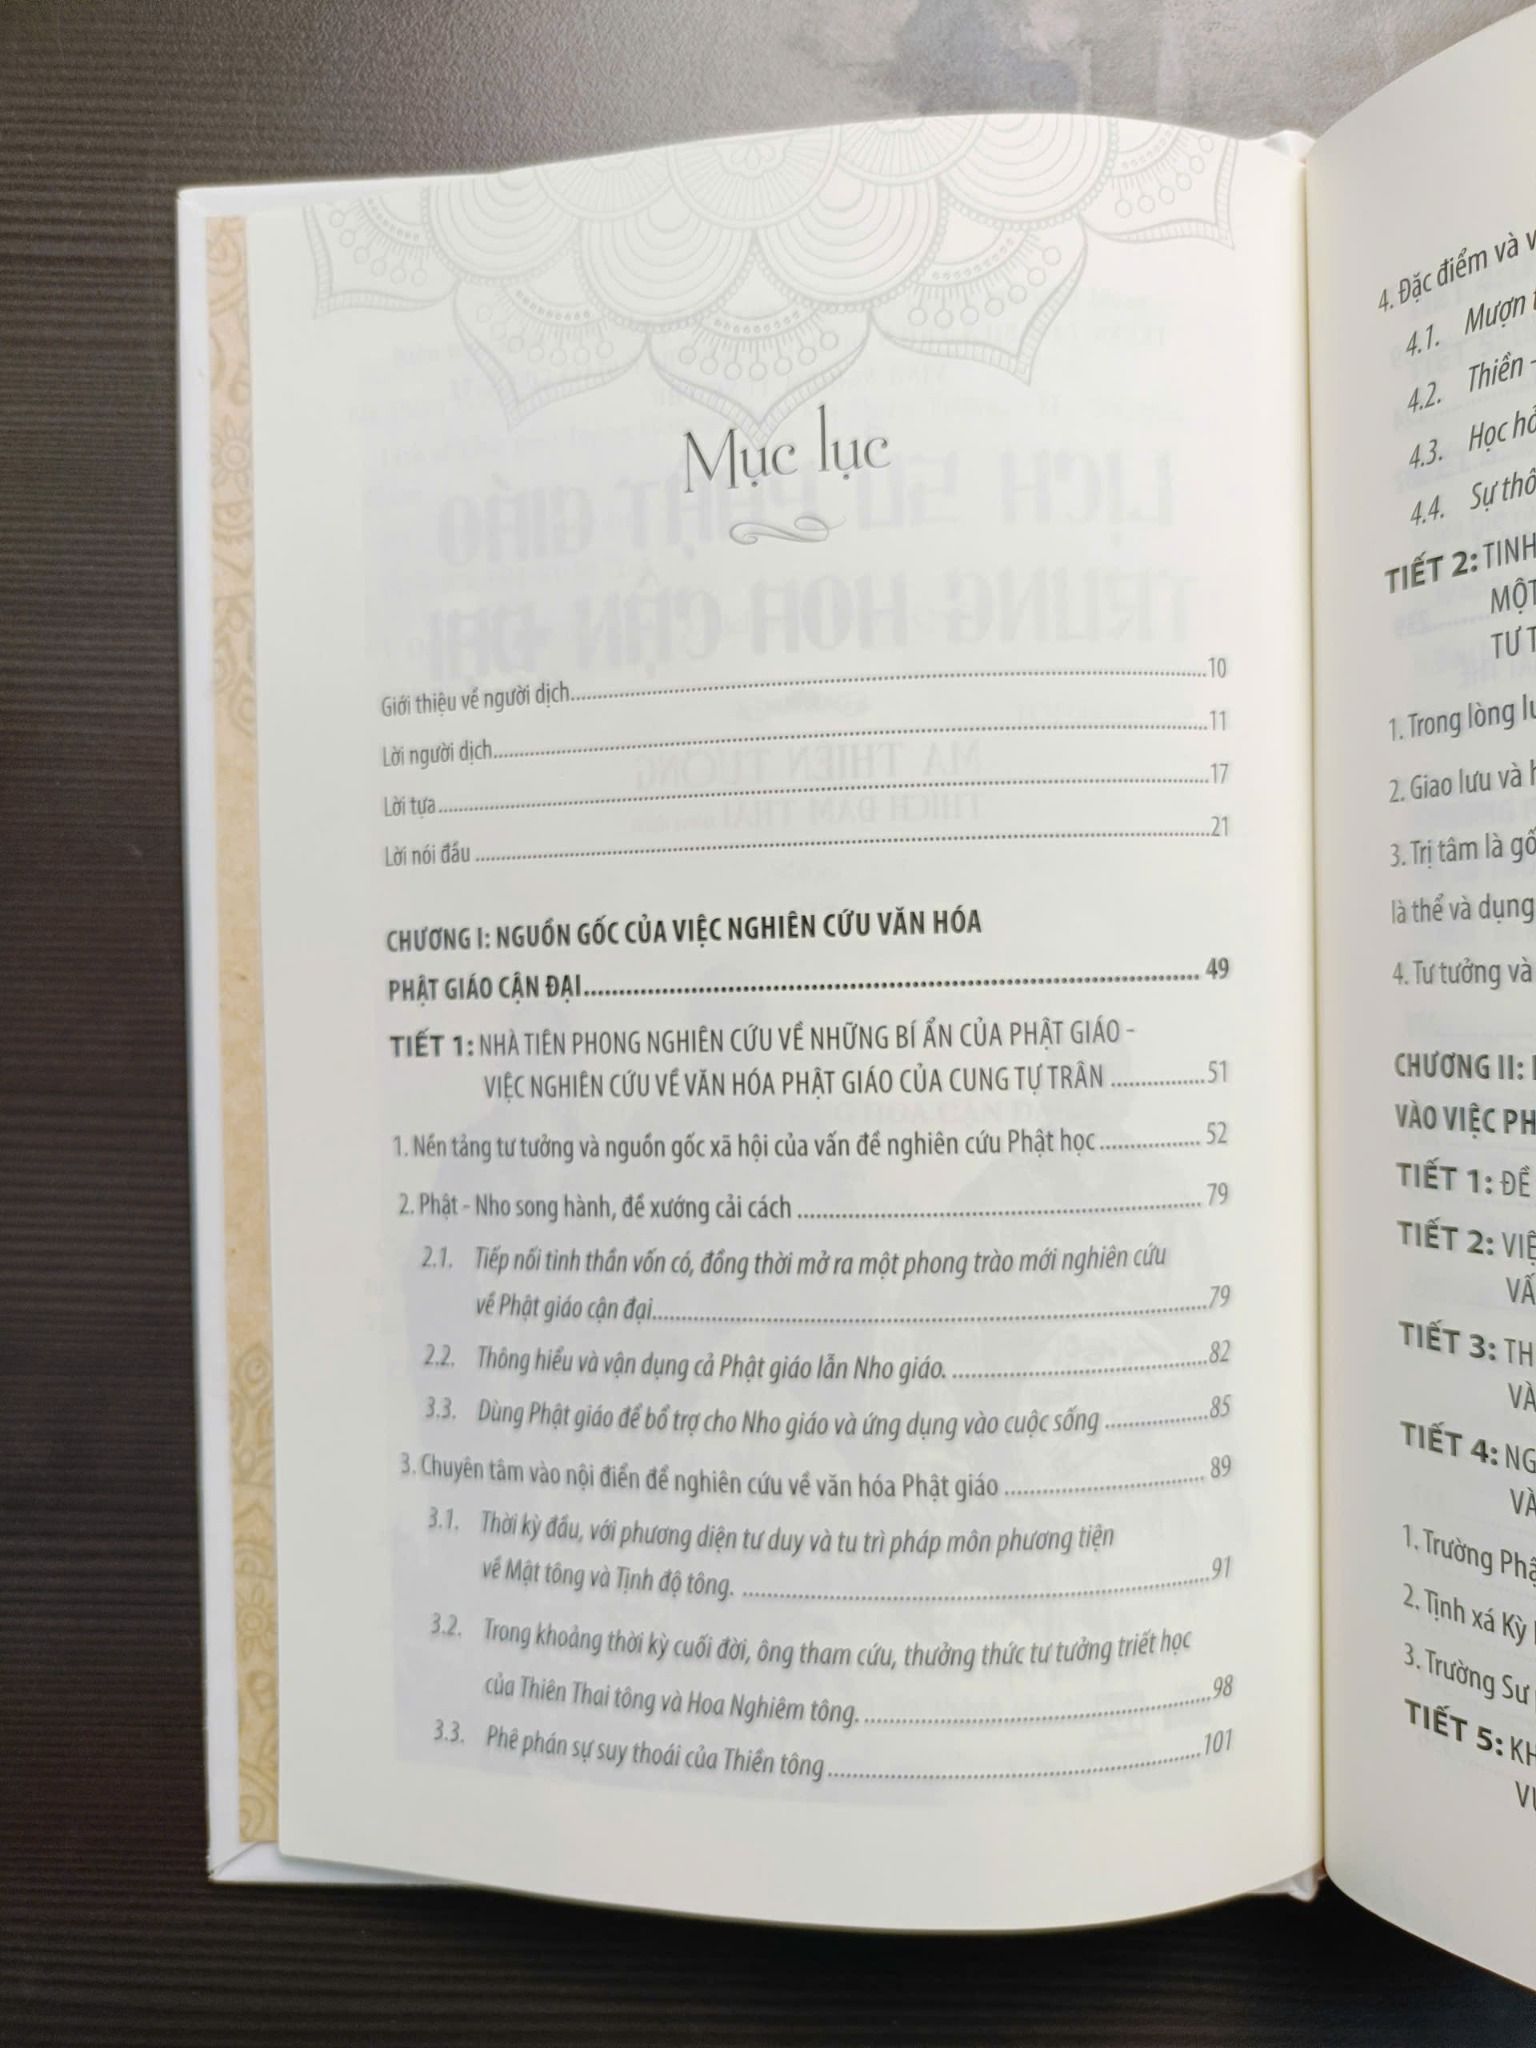 Mục lục
Giới thiệu về người dịch........10
Lời người dịch........11
Lời tựa........17
Lời nói đầu........21
CHƯƠNG I: NGUỒN GỐC CỦA VIỆC NGHIÊN CỨU VĂN HÓA
PHẬT GIÁO CẬN ĐẠI........49
TIẾT 1: NHÀ TIÊN PHONG NGHIÊN CỨU VỀ NHỮNG BÍ ẨN CỦA PHẬT GIÁO -
VIỆC NGHIÊN CỨU VỀ VĂN HÓA PHẬT GIÁO CỦA CUNG TỰ TRÂN........51
1. Nền tảng tư tưởng và nguồn gốc xã hội của vấn đề nghiên cứu Phật học........52
2. Phật - Nho song hành, đề xướng cải cách........79
2.1. Tiếp nối tinh thần vốn có, đồng thời mở ra một phong trào mới nghiên cứu
về Phật giáo cận đại........79
2.2. Thông hiểu và vận dụng cả Phật giáo lẫn Nho giáo.........82
3.3. Dùng Phật giáo để bổ trợ cho Nho giáo và ứng dụng vào cuộc sống........85
3. Chuyên tâm vào nội điển để nghiên cứu về văn hóa Phật giáo........89
3.1. Thời kỳ đầu, với phương diện tư duy và tu trì pháp môn phương tiện
về Mật tông và Tịnh độ tông.........91
3.2. Trong khoảng thời kỳ cuối đời, ông tham cứu, thưởng thức tư tưởng triết học
của Thiên Thai tông và Hoa Nghiêm tông.........98
3.3. Phê phán sự suy thoái của Thiền tông........101
4. Đặc điểm và
4.1. Mượn
4.2. Thiền -
4.3. Học
4.4. Sự
TIẾT 2: TINH
MỘT
TƯ
1. Trong lòng
2. Giao lưu và
3. Trị tâm là
là thể và dụng
4. Tư tưởng và
CHƯƠNG II:
VÀO VIỆC
TIẾT 1: ĐỀ
TIẾT 2:
TIẾT 3:
TIẾT 4:
1. Trường
2. Tịnh xá Kỳ
3. Trường Sư
TIẾT 5: